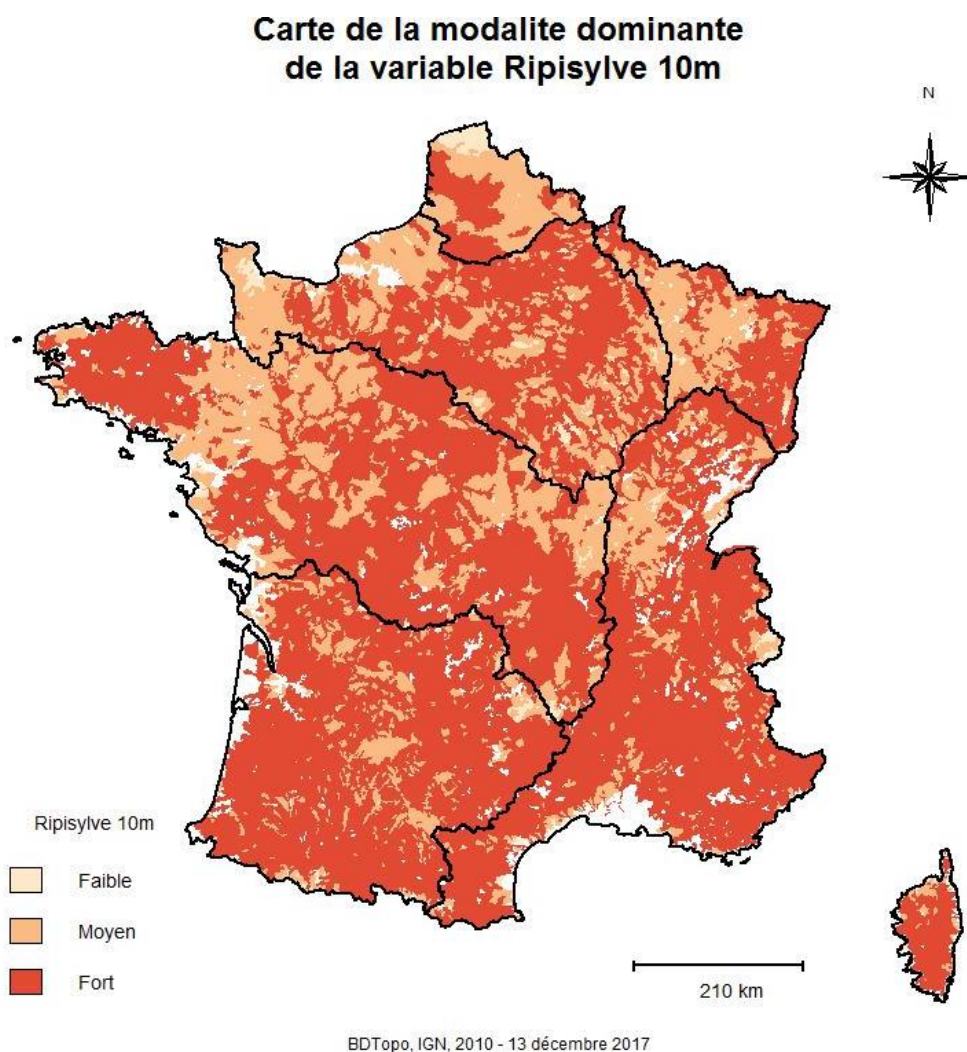 Carte de la modalite dominante
de la variable Ripisylve 10m
N
Ripisylve 10m
Faible
Moyen
Fort
210 km
BDTopo, IGN, 2010 - 13 décembre 2017